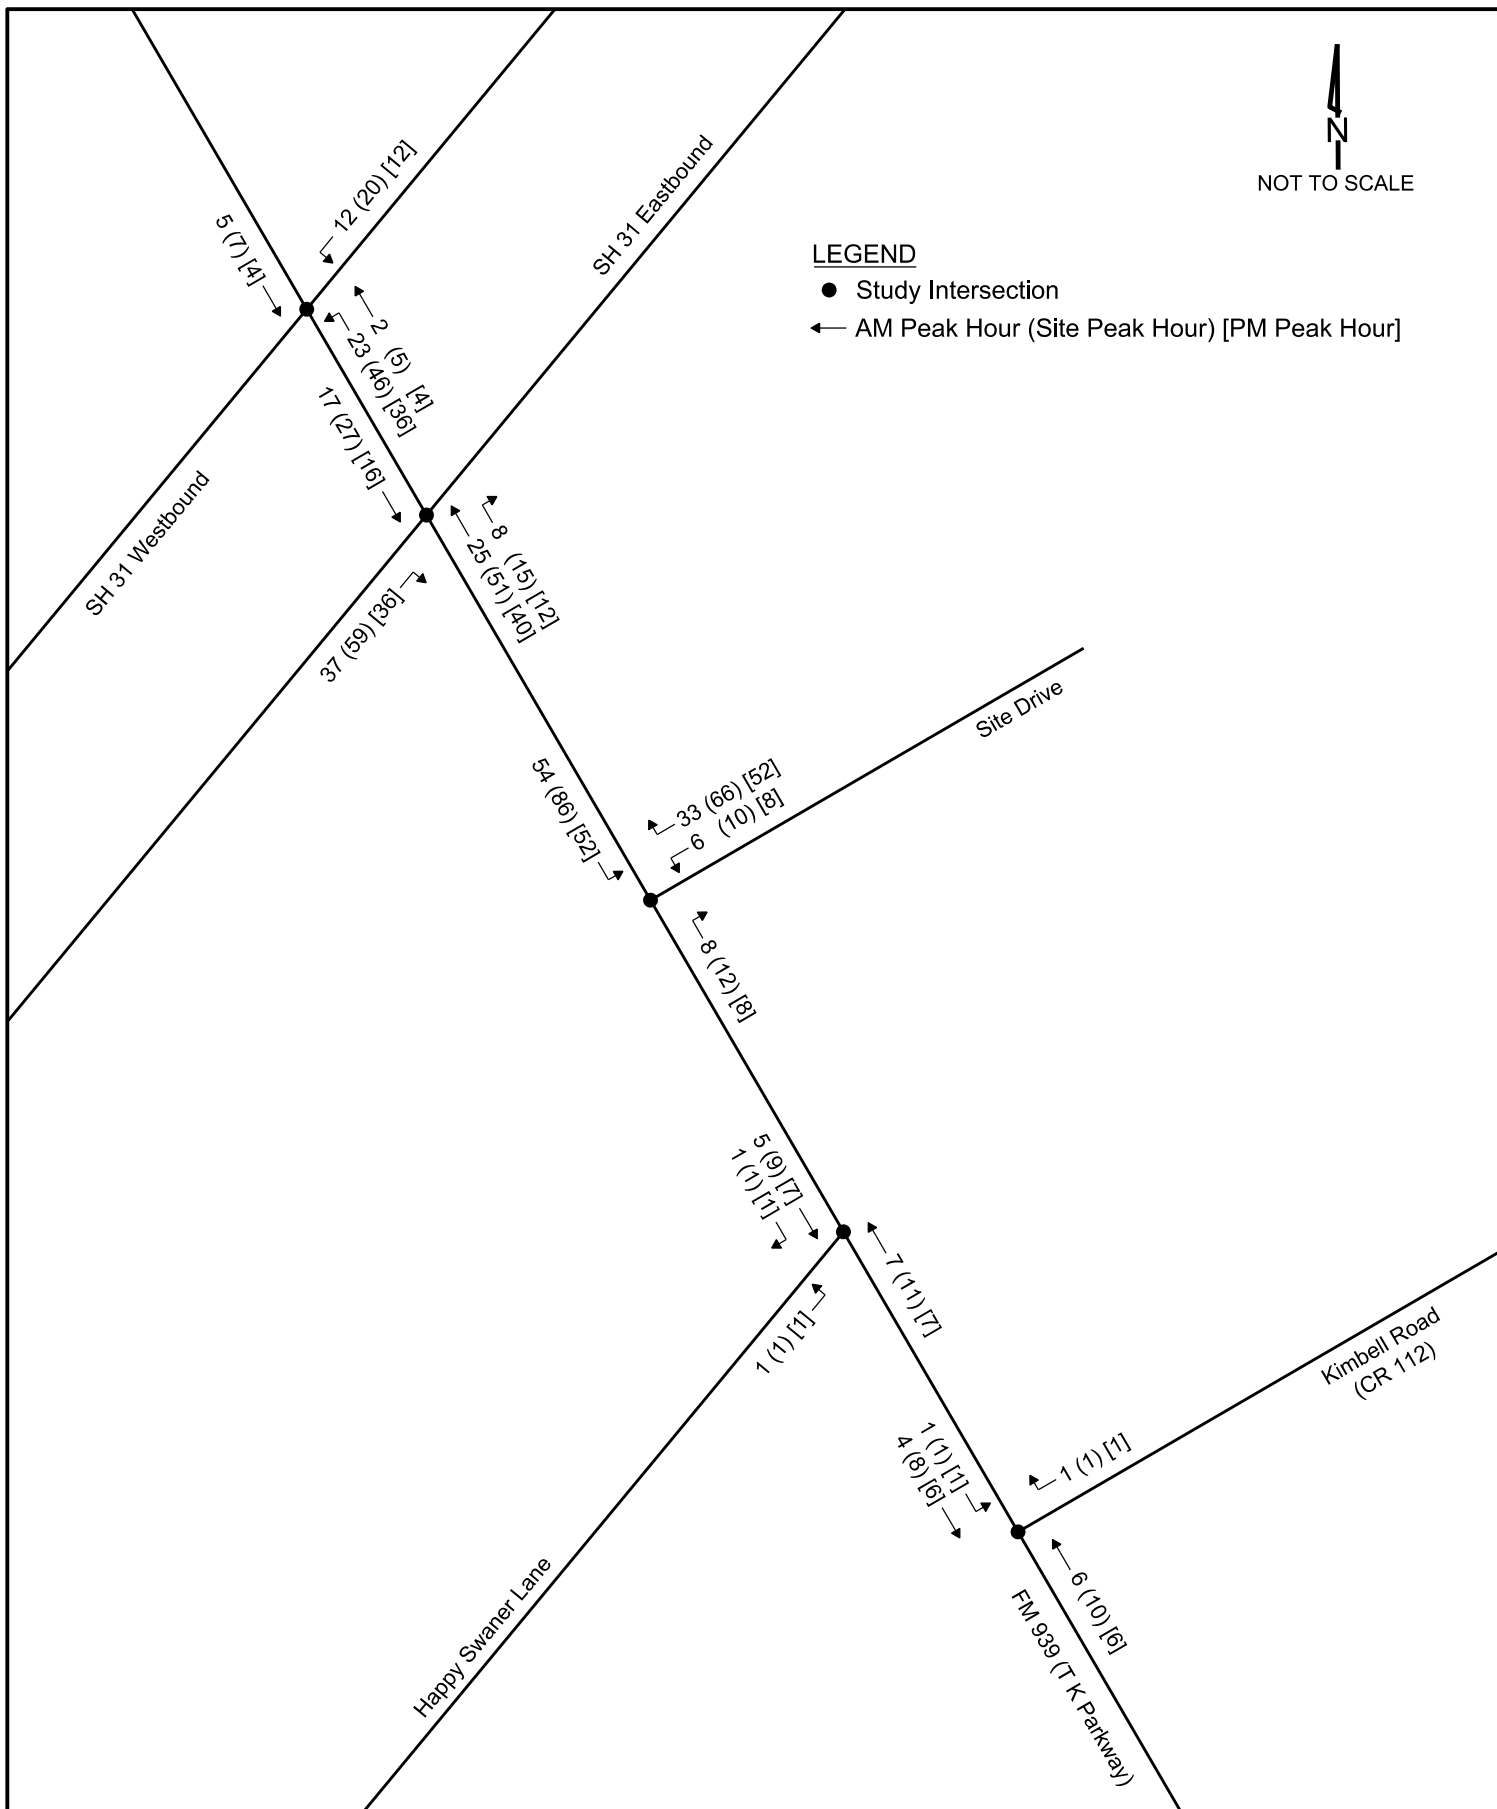 N
NOT TO SCALE
LEGEND
Study Intersection
AM Peak Hour (Site Peak Hour) [PM Peak Hour]
12 (20) [12]
SH 31 Eastbound
5 (7) [4]
2 (5) [4]
23 (46) [36]
17 (27) [16]
SH 31 Westbound
8 (15) [12]
25 (51) [40]
37 (59) [36]
Site Drive
54 (86) [52]
33 (66) [52]
6 (10) [8]
8 (12) [8]
5 (9) [7]
1 (1) [1]
7 (11) [7]
1 (1) [1]
Kimbell Road
(CR 112)
1 (1) [1]
4 (8) [6]
1 (1) [1]
6 (10) [6]
Happy Swaner Lane
FM 939 (T K Parkway)